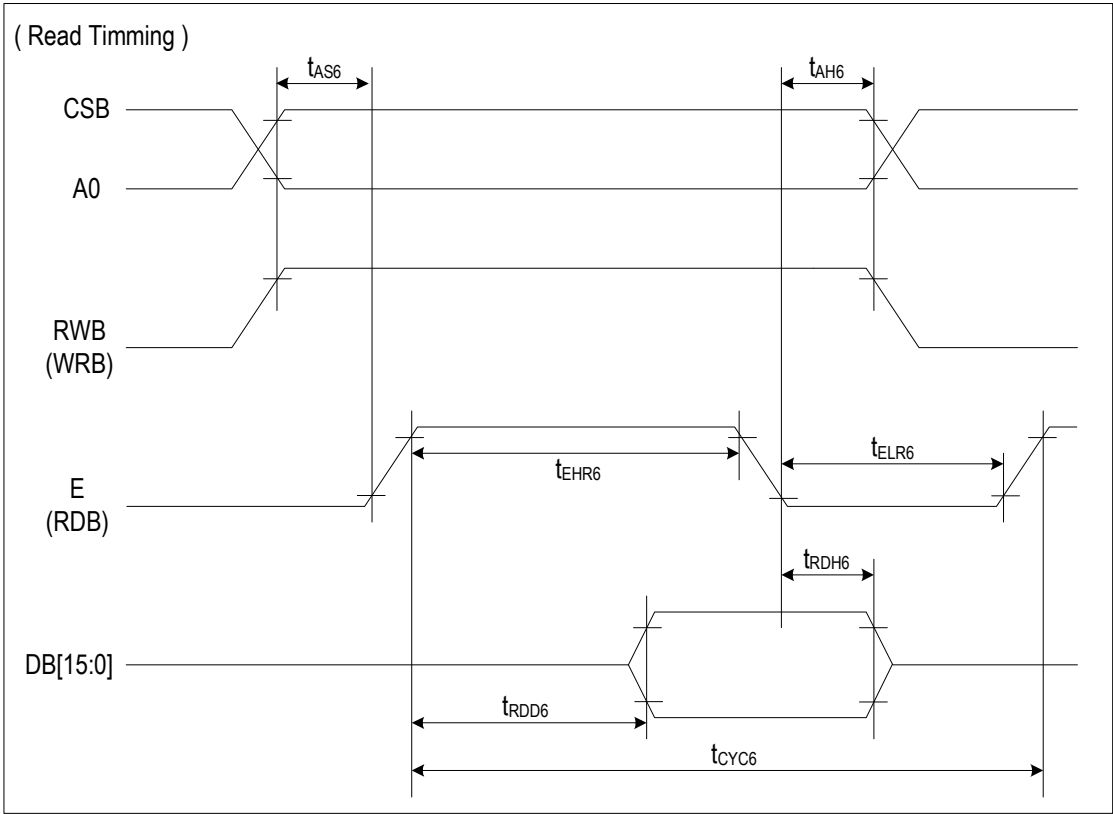 ( Read Timming )
tAS6
tAH6
CSB
A0
RWB
(WRB)
tEHR6
tELR6
E
(RDB)
tRDH6
DB[15:0]
tRDD6
tCYC6